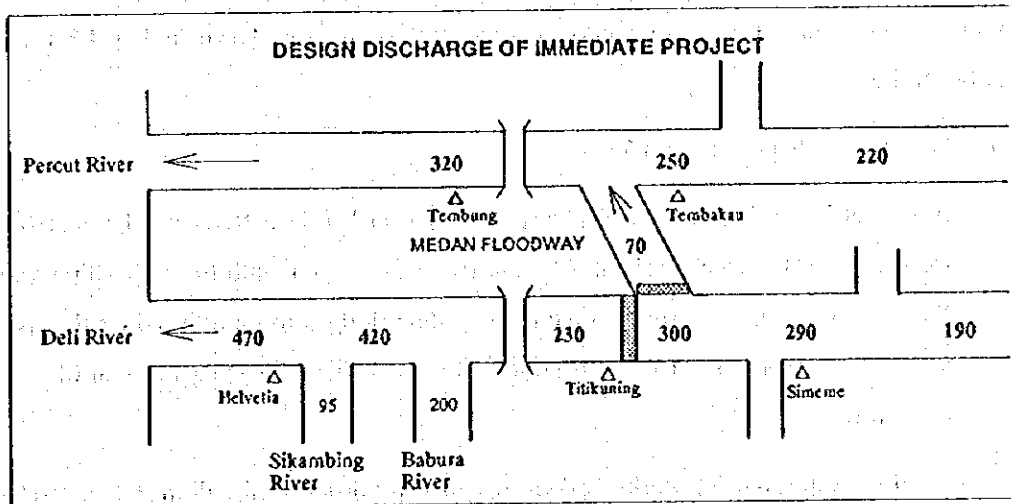 DESIGN DISCHARGE OF IMMEDIATE PROJECT
Percut River
320
250
220
Tembung
Tembakau
MEDAN FLOODWAY
70
Deli River
470
420
230
300
290
190
Helvetia
95
200
Titikuning
Simeme
Sikambing
River
Babura
River